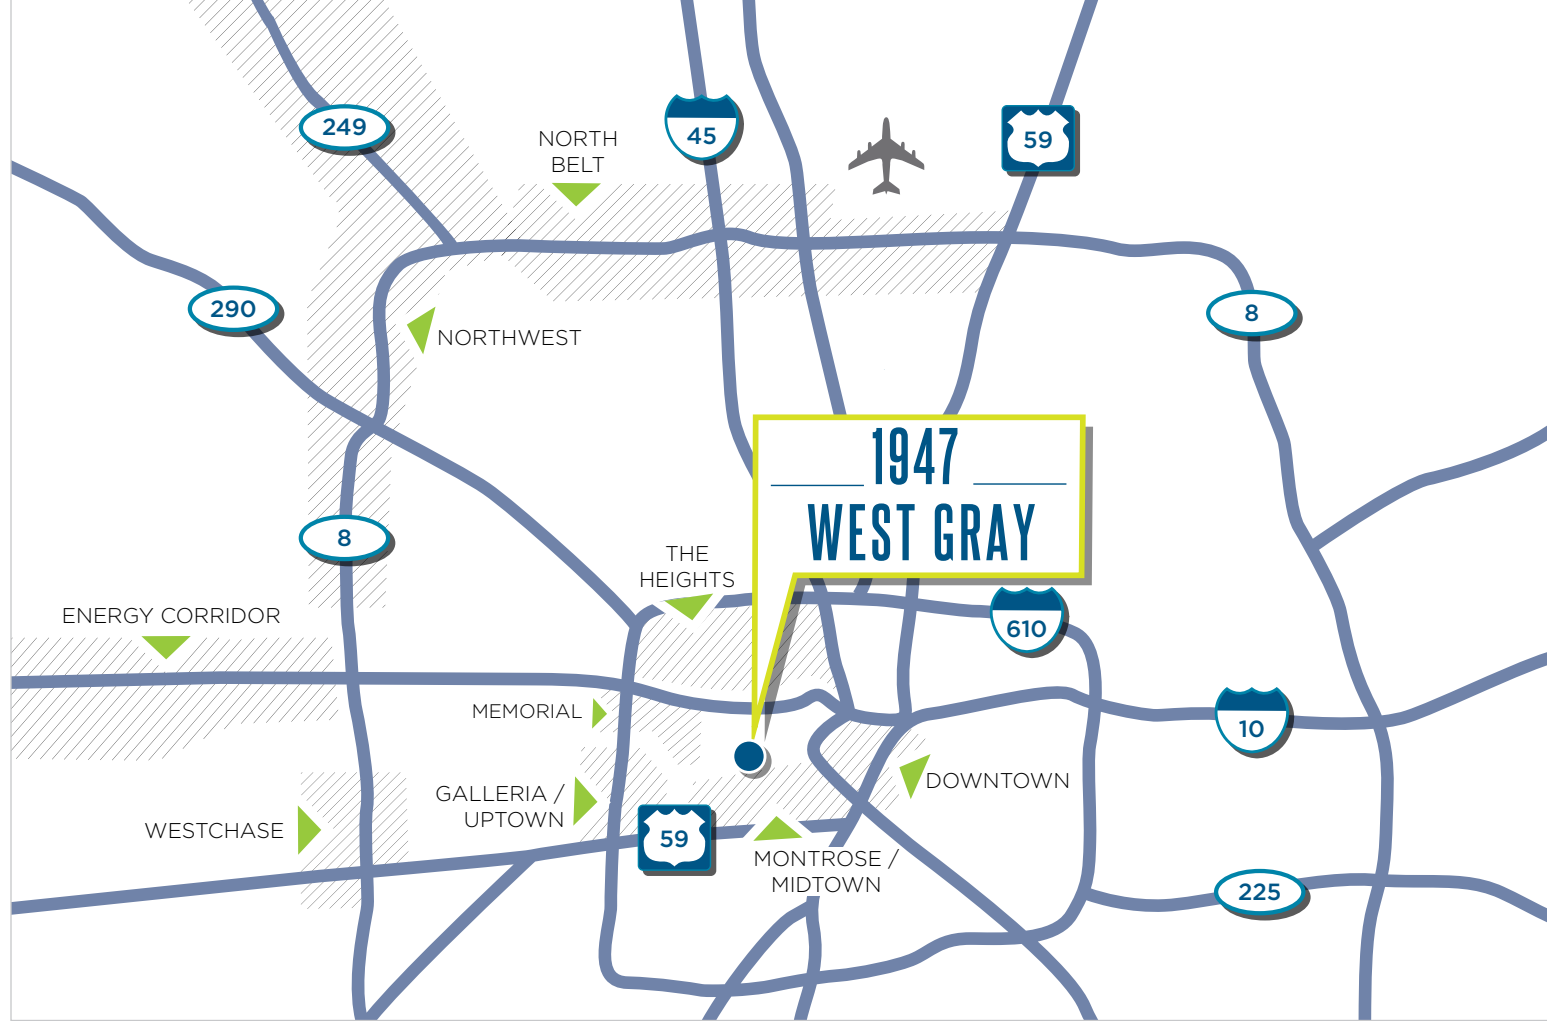 249
45
59
NORTH
BELT
290
8
NORTHWEST
1947
WEST GRAY
8
THE
HEIGHTS
ENERGY CORRIDOR
610
MEMORIAL
10
DOWNTOWN
GALLERIA /
UPTOWN
WESTCHASE
59
MONTROSE /
MIDTOWN
225